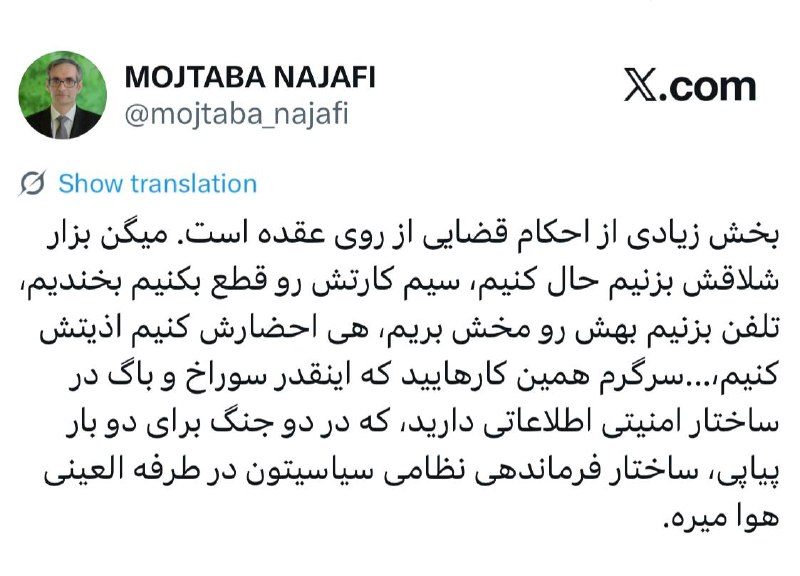 MOJTABA NAJAFI
@mojtaba_najafi
X.com
Show translation
بخش زیادی از احکام قضایی از روی عقده است. میگن بزار
شلاقش بزنیم حال کنیم، سیم کارتش رو قطع بکنیم بخندیم،
تلفن بزنیم بهش رو مخش بریم، هی احضارش کنیم اذیتش
کنیم،...سرگرم همین کارهایید که اینقدر سوراخ و باگ در
ساختار امنیتی اطلاعاتی دارید، که در دو جنگ برای دو بار
پیاپی، ساختار فرماندهی نظامی سیاسیتون در طرفه العینی
هوا میره.